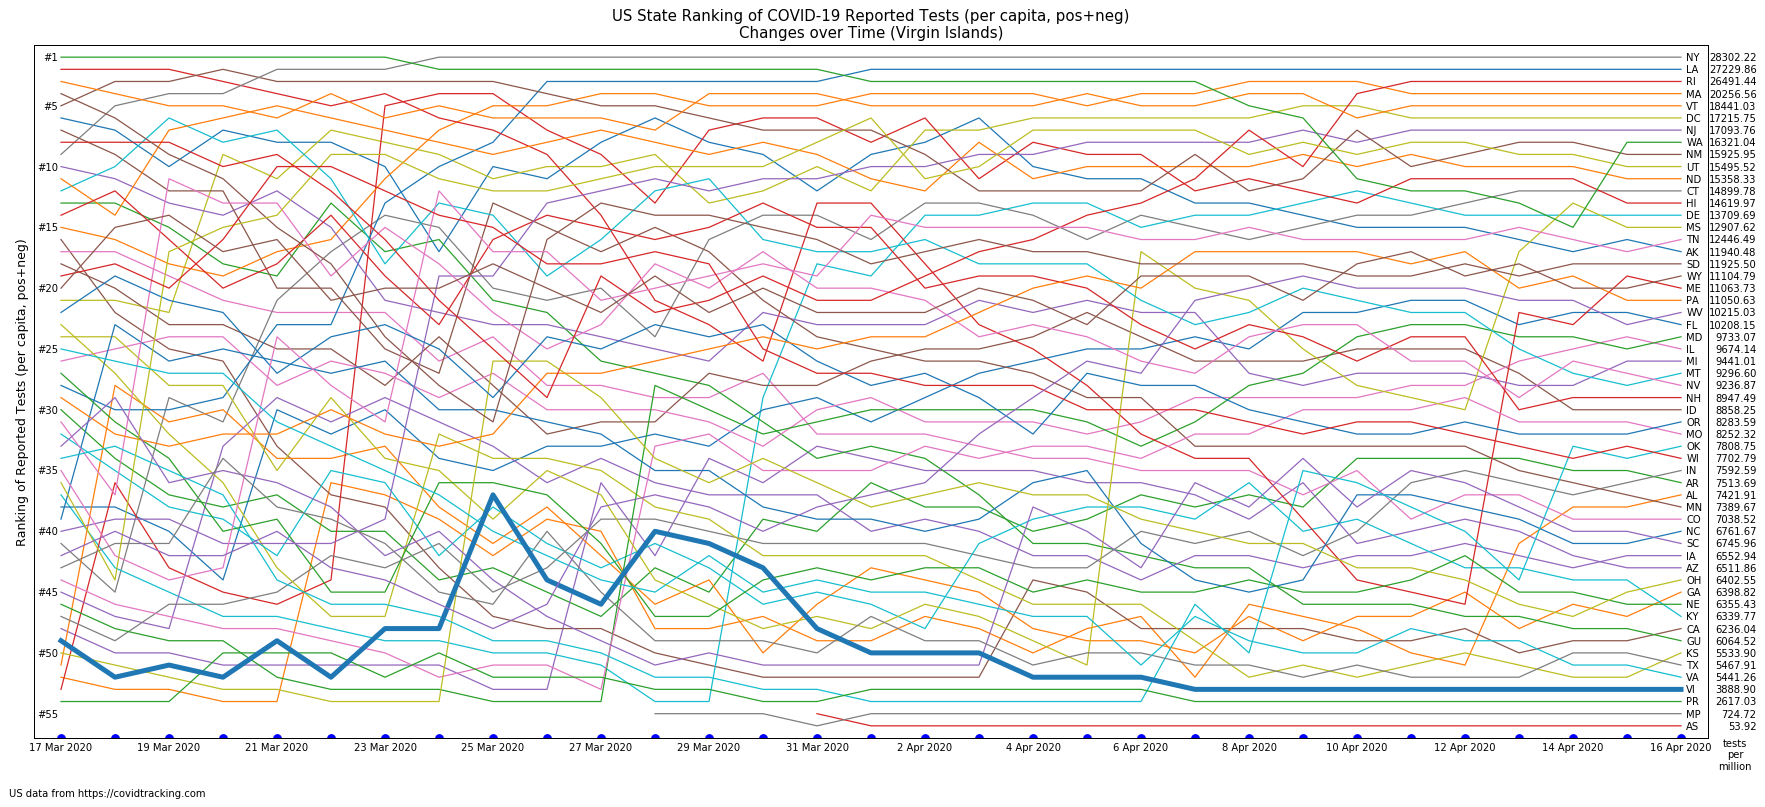 US State Ranking of COVID-19 Reported Tests (per capita, pos+neg)
Changes over Time (Virgin Islands)
Ranking of Reported Tests (per capita, pos+neg)
#1
#5
#10
#15
#20
#25
#30
#35
#40
#45
#50
#55
NY 28302.22
LA 27229.86
RI 26491.44
MA 20256.56
VT 18441.03
DC 17215.75
NJ 17093.76
WA 16321.04
NM 15925.95
UT 15495.52
ND 15358.33
CT 14899.78
HI 14619.97
DE 13709.69
MS 12907.62
TN 12446.49
AK 11940.48
SD 11925.50
WY 11104.79
ME 11063.73
PA 11050.63
WV 10215.03
FL 10208.15
MD 9733.07
IL 9674.14
MI 9441.01
MT 9296.60
NV 9236.87
NH 8947.49
ID 8858.25
OR 8283.59
MO 8252.32
OK 7808.75
WI 7702.79
IN 7592.59
AR 7513.69
AL 7421.91
MN 7389.67
CO 7038.52
NC 6761.67
SC 6745.96
IA 6552.94
AZ 6511.86
OH 6402.55
GA 6398.82
NE 6355.43
KY 6339.77
CA 6236.04
GU 6064.52
KS 5533.90
TX 5467.91
VA 5441.26
VI 3888.90
PR 2617.03
MP 724.72
AS 53.92
17 Mar 2020
19 Mar 2020
21 Mar 2020
23 Mar 2020
25 Mar 2020
27 Mar 2020
29 Mar 2020
31 Mar 2020
2 Apr 2020
4 Apr 2020
6 Apr 2020
8 Apr 2020
10 Apr 2020
12 Apr 2020
14 Apr 2020
16 Apr 2020
tests
per
million
US data from https://covidtracking.com